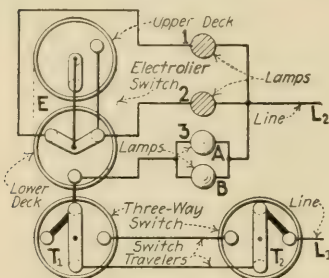 Upper Deck
1
Electrolier
Switch
Lamps
E
2
L2
Line
Lamps
3
A
B
Lower
Deck
Three-Way
Switch
Line
T1
T2
L
Switch
Travelers